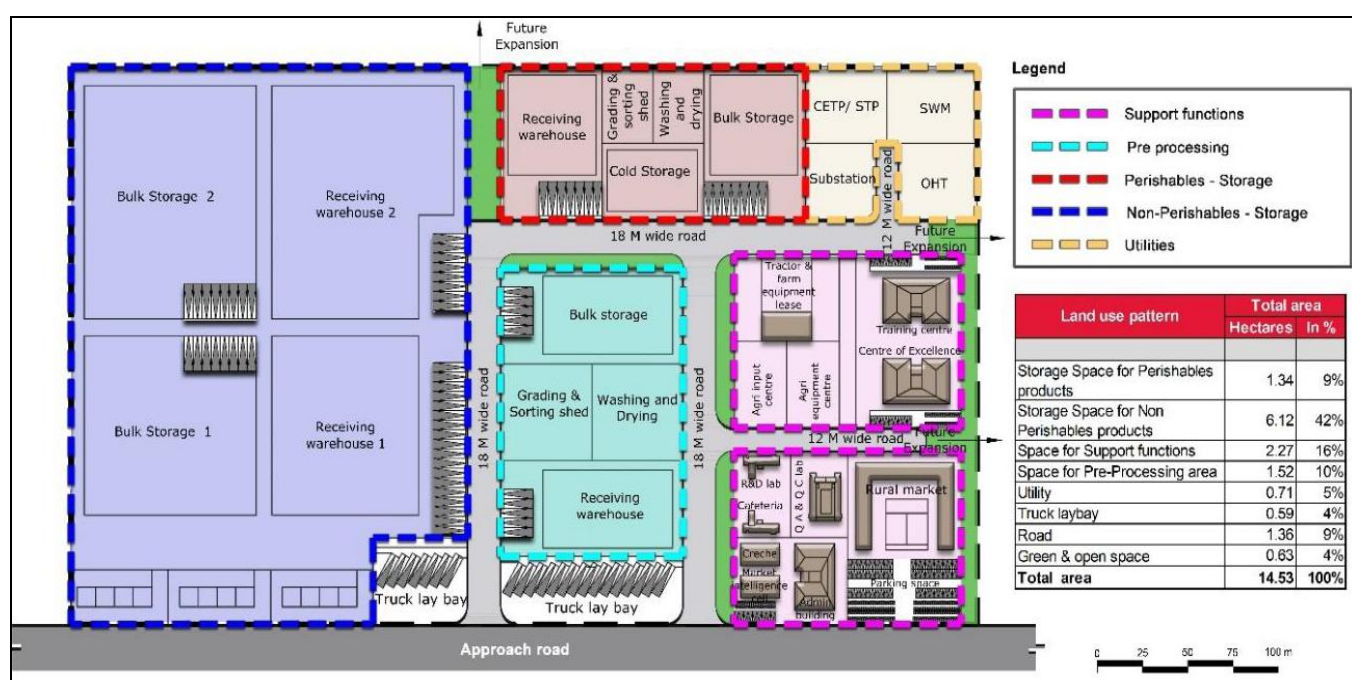 Future
Expansion
Bulk Storage 2
Receiving
warehouse 2
Bulk Storage 1
Receiving
warehouse 1
Truck lay bay
18 M wide road
Receiving
warehouse
Grading &
sorting
shed
Washing
and
drying
Bulk Storage
Cold Storage
CETP/ STP
SWM
Substation
OHT
12 M wide road
18 M wide road
Future
Expansion
Bulk storage
Grading &
Sorting shed
Washing and
Drying
Receiving
warehouse
Truck lay bay
18 M wide road
Tractor &
farm
equipment
lease
Training centre
Centre of Excellence
Agri input
centre
Agri
equipment
centre
12 M wide road
Future
Expansion
R&D lab
Cafeteria
Q A & Q C lab
Rural market
Creche
Market
intelligence
cell
Admin
building
Parking space
Approach road
Legend
Support functions
Pre processing
Perishables - Storage
Non-Perishables - Storage
Utilities
Land use pattern
Total area
Hectares In %
Storage Space for Perishables
products 1.34 9%
Storage Space for Non
Perishables products 6.12 42%
Space for Support functions 2.27 16%
Space for Pre-Processing area 1.52 10%
Utility 0.71 5%
Truck laybay 0.59 4%
Road 1.36 9%
Green & open space 0.63 4%
Total area 14.53 100%
0 25 50 75 100 m